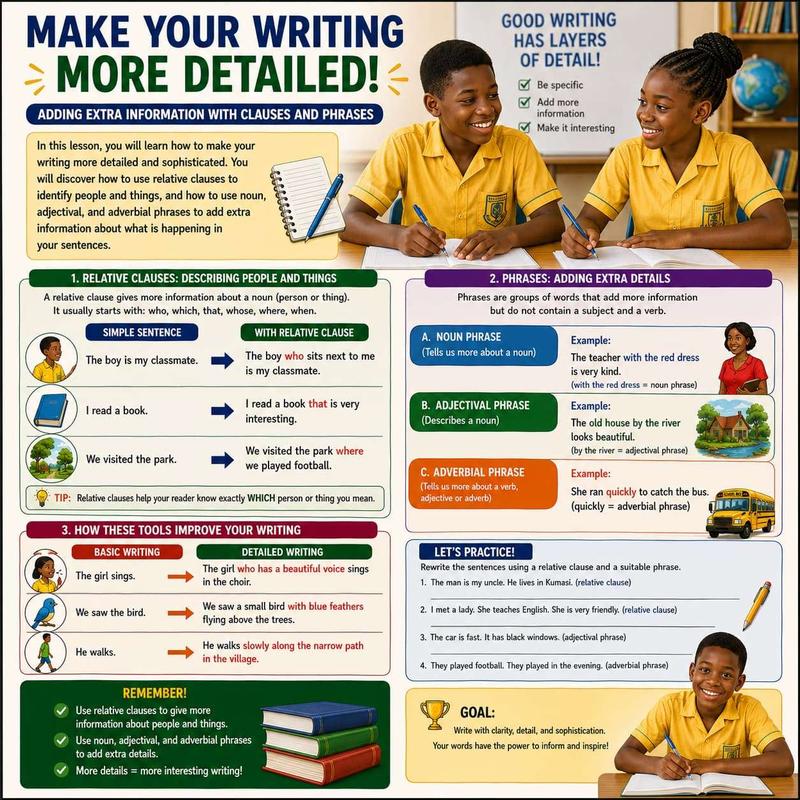 MAKE YOUR WRITING
MORE DETAILED!
ADDING EXTRA INFORMATION WITH CLAUSES AND PHRASES
In this lesson, you will learn how to make your
writing more detailed and sophisticated. You
will discover how to use relative clauses to
identify people and things, and how to use noun,
adjectival, and adverbial phrases to add extra
information about what is happening in
your sentences.
GOOD WRITING
HAS LAYERS
OF DETAIL!
Be specific
Add more
information
Make it interesting
1. RELATIVE CLAUSES: DESCRIBING PEOPLE AND THINGS
A relative clause gives more information about a noun (person or thing).
It usually starts with: who, which, that, whose, where, when.
SIMPLE SENTENCE
WITH RELATIVE CLAUSE
The boy is my classmate.
The boy who sits next to me
is my classmate.
I read a book.
I read a book that is very
interesting.
We visited the park.
We visited the park where
we played football.
TIP: Relative clauses help your reader know exactly WHICH person or thing you mean.
2. PHRASES: ADDING EXTRA DETAILS
Phrases are groups of words that add more information
but do not contain a subject and a verb.
A. NOUN PHRASE
(Tells us more about a noun)
Example:
The teacher with the red dress
is very kind.
(with the red dress = noun phrase)
B. ADJECTIVAL PHRASE
(Describes a noun)
Example:
The old house by the river
looks beautiful.
(by the river = adjectival phrase)
C. ADVERBIAL PHRASE
(Tells us more about a verb,
adjective or adverb)
Example:
She ran quickly to catch the bus.
(quickly = adverbial phrase)
3. HOW THESE TOOLS IMPROVE YOUR WRITING
BASIC WRITING
DETAILED WRITING
The girl sings.
The girl who has a beautiful voice sings
in the choir.
We saw the bird.
We saw a small bird with blue feathers
flying above the trees.
He walks.
He walks slowly along the narrow path
in the village.
LET'S PRACTICE!
Rewrite the sentences using a relative clause and a suitable phrase.
1. The man is my uncle. He lives in Kumasi. (relative clause)
2. I met a lady. She teaches English. She is very friendly. (relative clause)
3. The car is fast. It has black windows. (adjectival phrase)
4. They played football. They played in the evening. (adverbial phrase)
REMEMBER!
Use relative clauses to give more
information about people and things.
Use noun, adjectival, and adverbial phrases
to add extra details.
More details = more interesting writing!
GOAL:
Write with clarity, detail, and sophistication.
Your words have the power to inform and inspire!